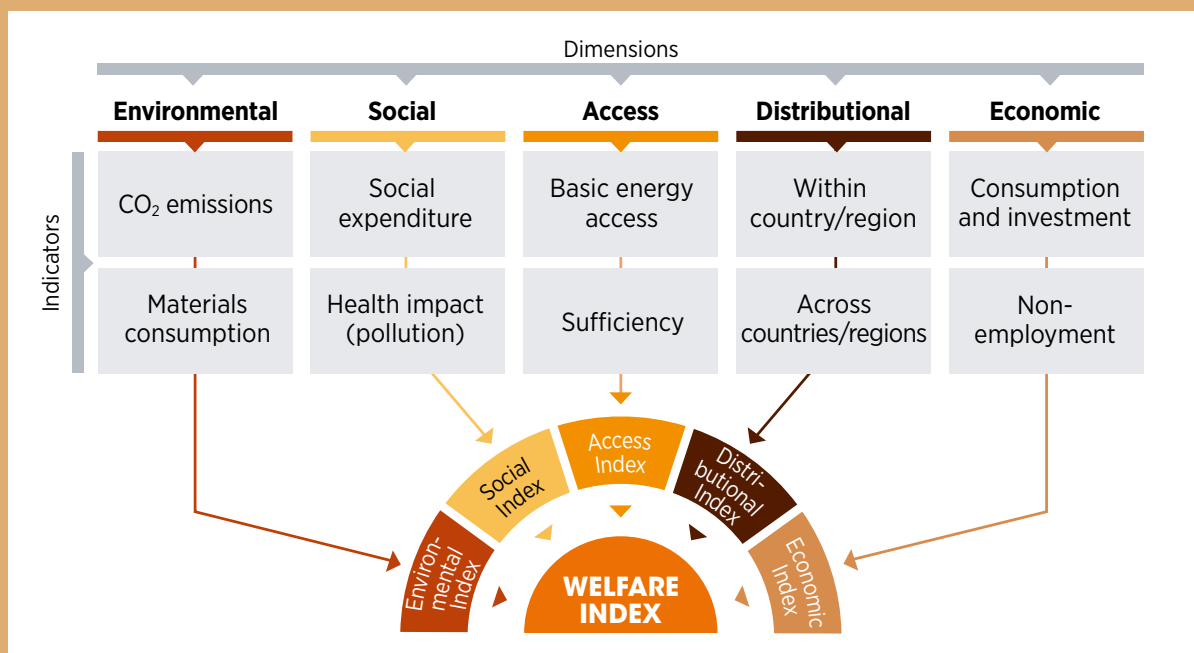 Dimensions
Environmental
Social
Access
Distributional
Economic
Indicators
CO₂ emissions
Social
expenditure
Basic energy
access
Within
country/region
Consumption
and investment
Materials
consumption
Health impact
(pollution)
Sufficiency
Across
countries/regions
Non-
employment
Environ-
mental
Index
Social
Index
Access
Index
Distri-
butional
Index
Economic
Index
WELFARE
INDEX